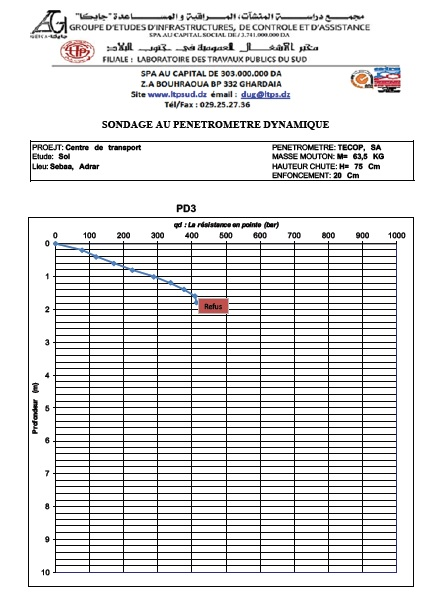 مجمع دراسة المنشآت، المراقبة و المساعدة "جايكا"
GROUPE D'ETUDES D'INFRASTRUCTURES, DE CONTROLE ET D'ASSISTANCE
مخبر الأشغال العمومية في جنوب البلاد
FILIALE : LABORATOIRE DES TRAVAUX PUBLICS DU SUD
SPA AU CAPITAL DE 303.000.000 DA
Z.A BOUHRAOUA BP 332 GHARDAIA
Site www.ltpsud.dz émail : dug@ltps.dz
Tél/Fax : 029.25.27.36
SONDAGE AU PENETROMETRE DYNAMIQUE
PROEJT: Centre de transport
Etude: Sol
Lieu: Sebaa, Adrar
PENETROMETRE: TECOP, SA
MASSE MOUTON: M= 63,5 KG
HAUTEUR CHUTE: H= 75 Cm
ENFONCEMENT: 20 Cm
PD3
qd : La résistance en pointe (bar)
0 100 200 300 400 500 600 700 800 900 1000
Profondeur (m)
0
1
2
3
4
5
6
7
8
9
10
Refus